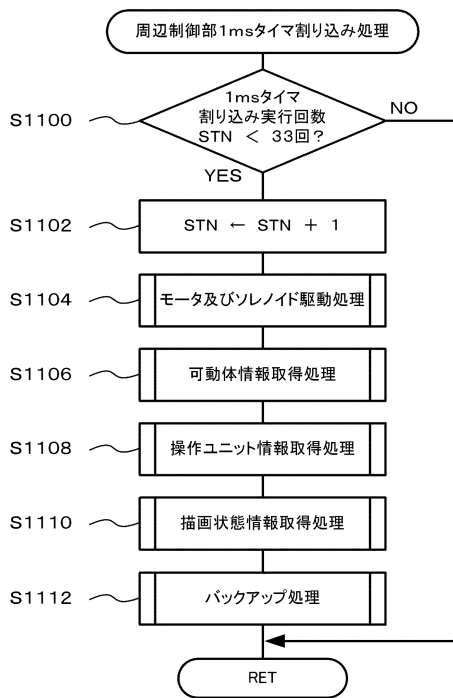 周辺制御部1msタイマ割り込み処理
S1100
1msタイマ
割り込み実行回数
STN < 33回?
NO
YES
S1102
STN ← STN + 1
S1104
モータ及びソレノイド駆動処理
S1106
可動体情報取得処理
S1108
操作ユニット情報取得処理
S1110
描画状態情報取得処理
S1112
バックアップ処理
RET